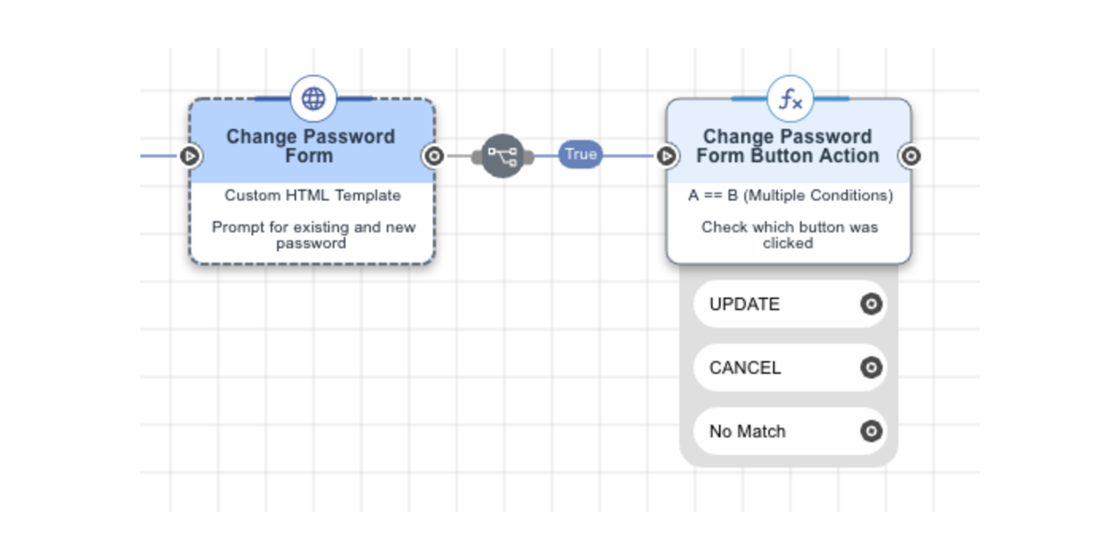 Change Password
Form
Custom HTML Template
Prompt for existing and new
password
True
fx
Change Password
Form Button Action
A == B (Multiple Conditions)
Check which button was
clicked
UPDATE
CANCEL
No Match